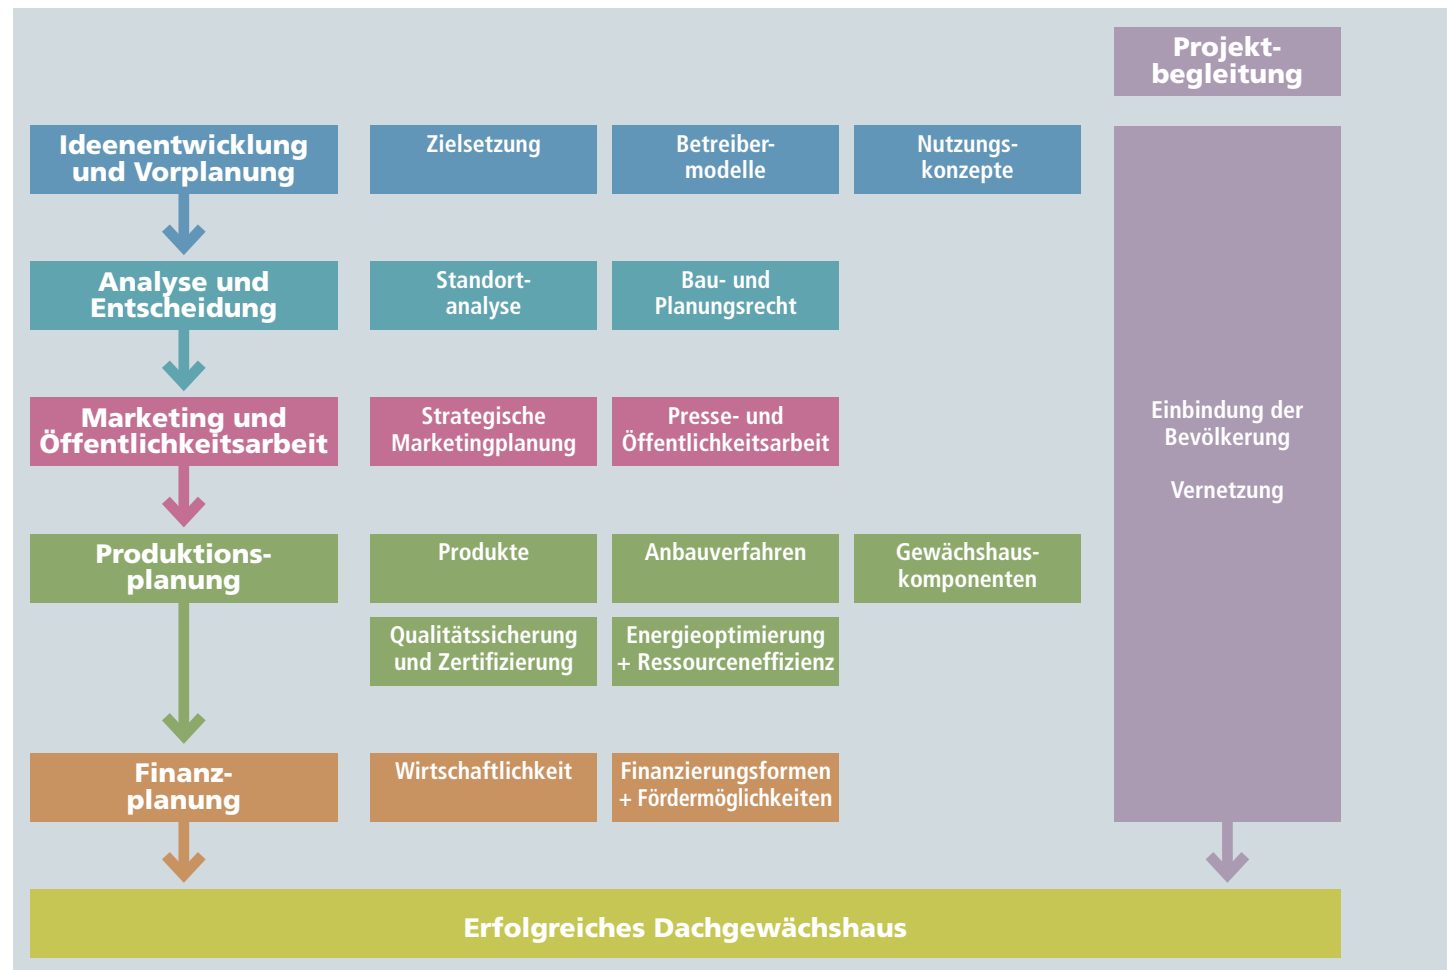 Projekt-
begleitung
Ideenentwicklung
und Vorplanung
Zielsetzung
Betreiber-
modelle
Nutzungs-
konzepte
Analyse und
Entscheidung
Standort-
analyse
Bau- und
Planungsrecht
Marketing und
Öffentlichkeitsarbeit
Strategische
Marketingplanung
Presse- und
Öffentlichkeitsarbeit
Einbindung der
Bevölkerung
Vernetzung
Produktions-
planung
Produkte
Anbauverfahren
Gewächshaus-
komponenten
Qualitätssicherung
und Zertifizierung
Energieoptimierung
+ Ressourceneffizienz
Finanz-
planung
Wirtschaftlichkeit
Finanzierungsformen
+ Fördermöglichkeiten
Erfolgreiches Dachgewächshaus